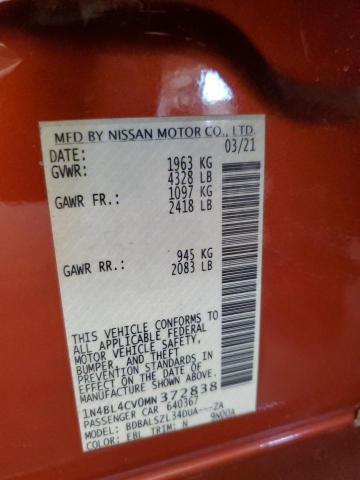 MFD BY NISSAN MOTOR CO., LTD.
DATE: 03/21
GVWR: 1963 KG
4328 LB
GAWR FR.: 1097 KG
2418 LB
GAWR RR.: 945 KG
2083 LB
THIS VEHICLE CONFORMS TO
ALL APPLICABLE FEDERAL
MOTOR VEHICLE SAFETY,
BUMPER, AND THEFT
PREVENTION STANDARDS IN
EFFECT ON THE DATE OF
MANUFACTURE SHOWN ABOVE.
1N4BL4CV0MN372838
PASSENGER CAR 640367
MODEL: BDBALSZL34DUA---ZA
COLOR: EBL TRIM: N 9N00A